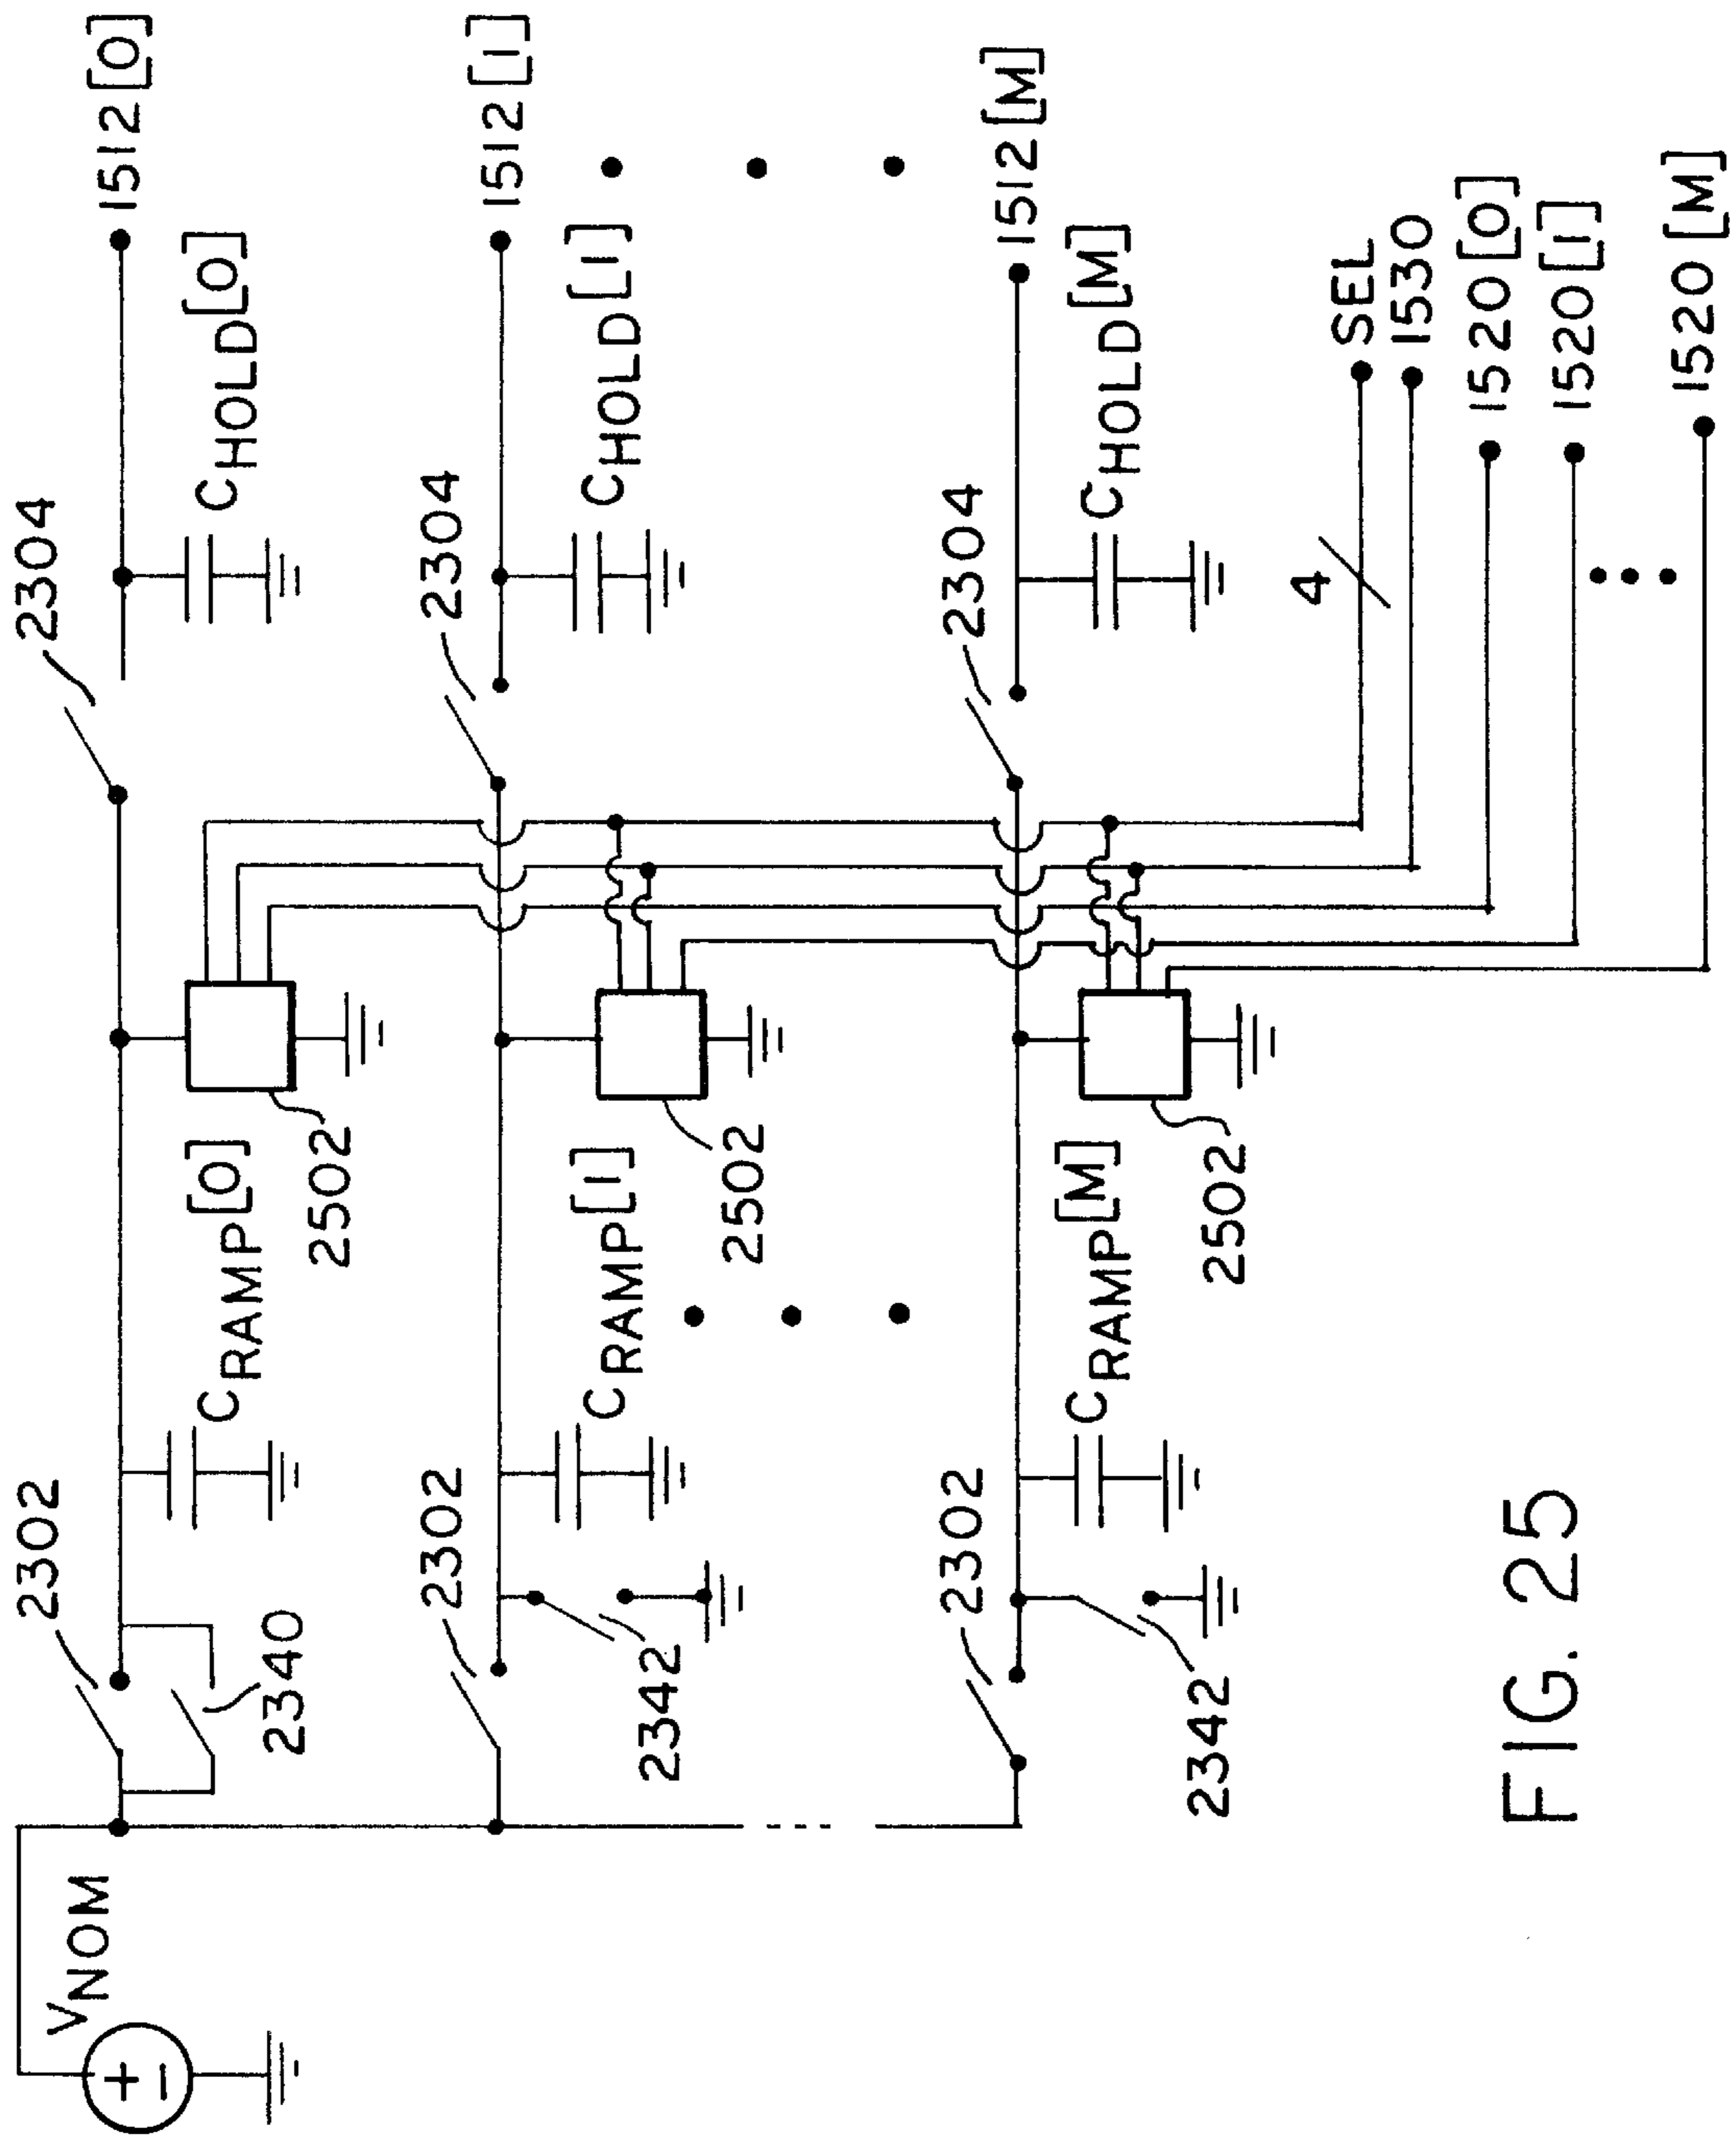 VNOM
+
−
2302
2340
CRAMP[0]
2502
2304
CHOLD[0]
1512[0]
2302
2342
CRAMP[1]
2502
2304
CHOLD[1]
1512[1]
2302
2342
CRAMP[M]
2502
2304
CHOLD[M]
1512[M]
4
SEL
1530
1520[0]
1520[1]
1520[M]
FIG. 25